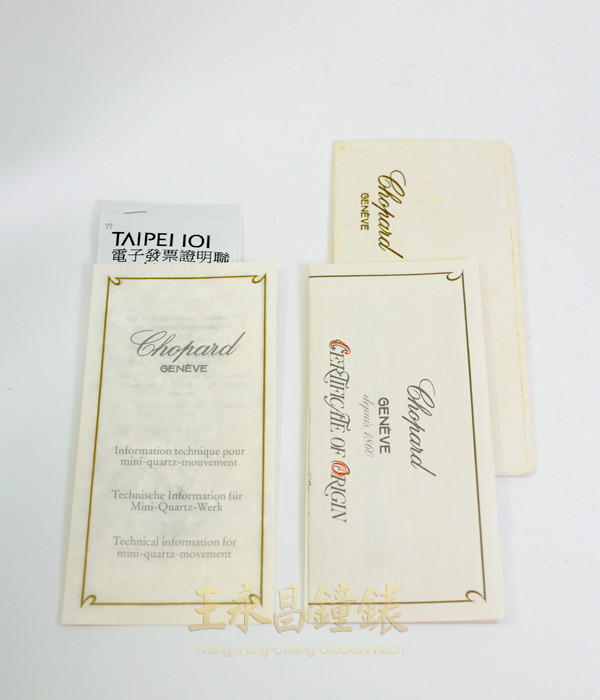 Chopard
GENÈVE
??
TAIPEI 101
電子發票證明聯
Chopard
GENÈVE
Information technique pour
mini-quartz-mouvement
Technische Information für
Mini-Quartz-Werk
Technical information for
mini-quartz-movement
Chopard
GENÈVE
depuis 1860
CERTIFICATE OF ORIGIN
王永昌鐘錶
Wang Yung-Chang Clock&Watch